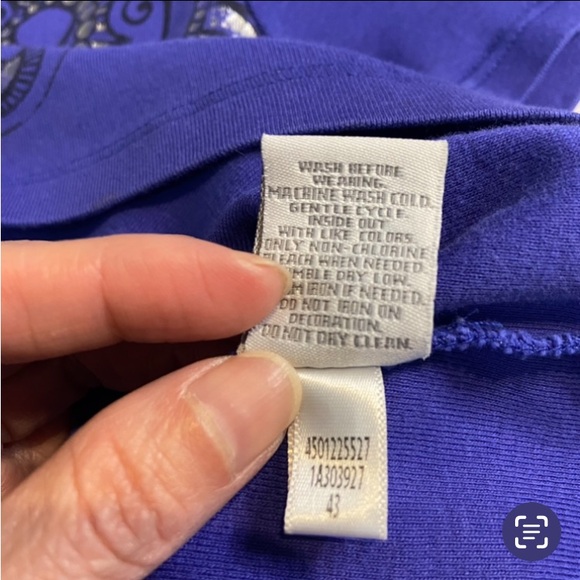 WASH BEFORE
WEARING.
MACHINE WASH COLD.
GENTLE CYCLE.
INSIDE OUT
WITH LIKE COLORS.
ONLY NON-CHLORINE
BLEACH WHEN NEEDED.
MBLE DRY LOW.
M IRON IF NEEDED.
DO NOT IRON ON
DECORATION.
DO NOT DRY CLEAN.
4501225527
1A303927
43